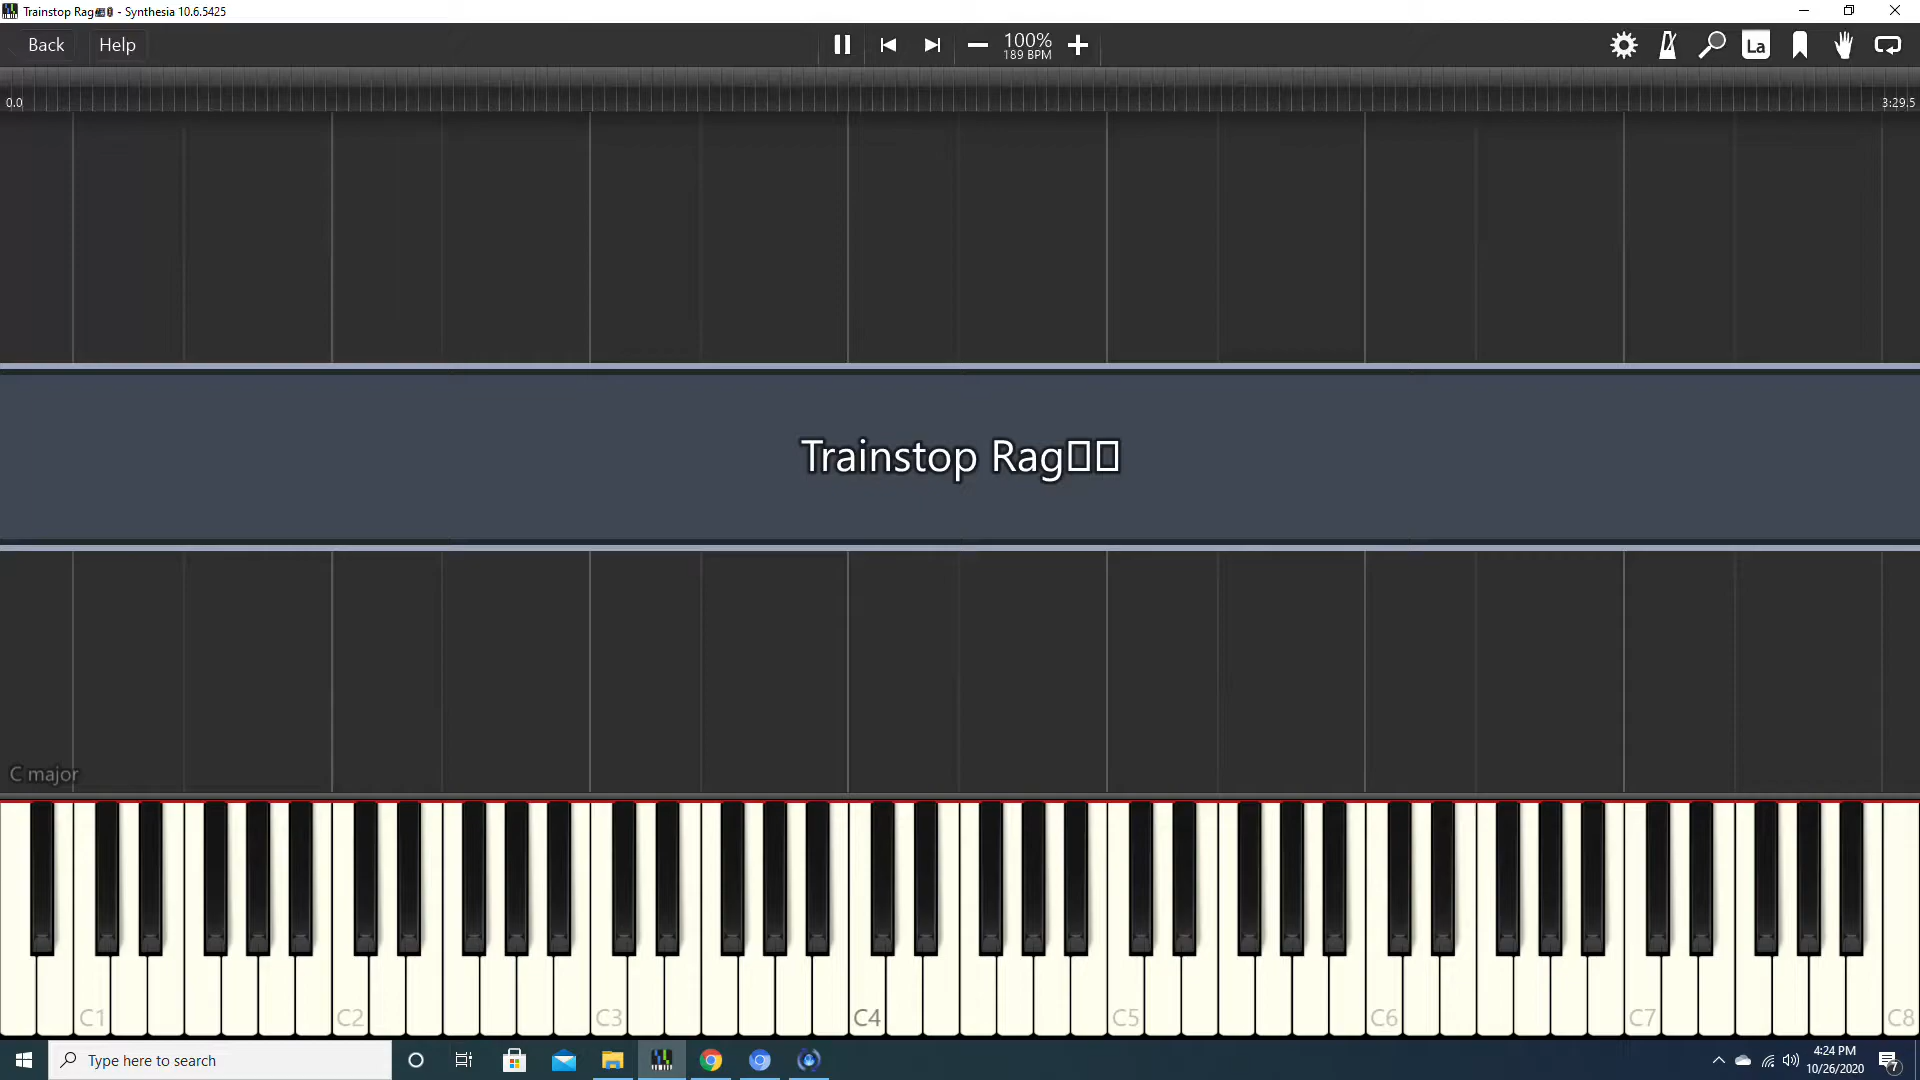 Trainstop Rag - Synthesia 10.6.5425
Back Help
100%
189 BPM
La
0.0
3:29.5
Trainstop Rag
C major
C1 C2 C3 C4 C5 C6 C7 C8
Type here to search
4:24 PM
10/26/2020
7